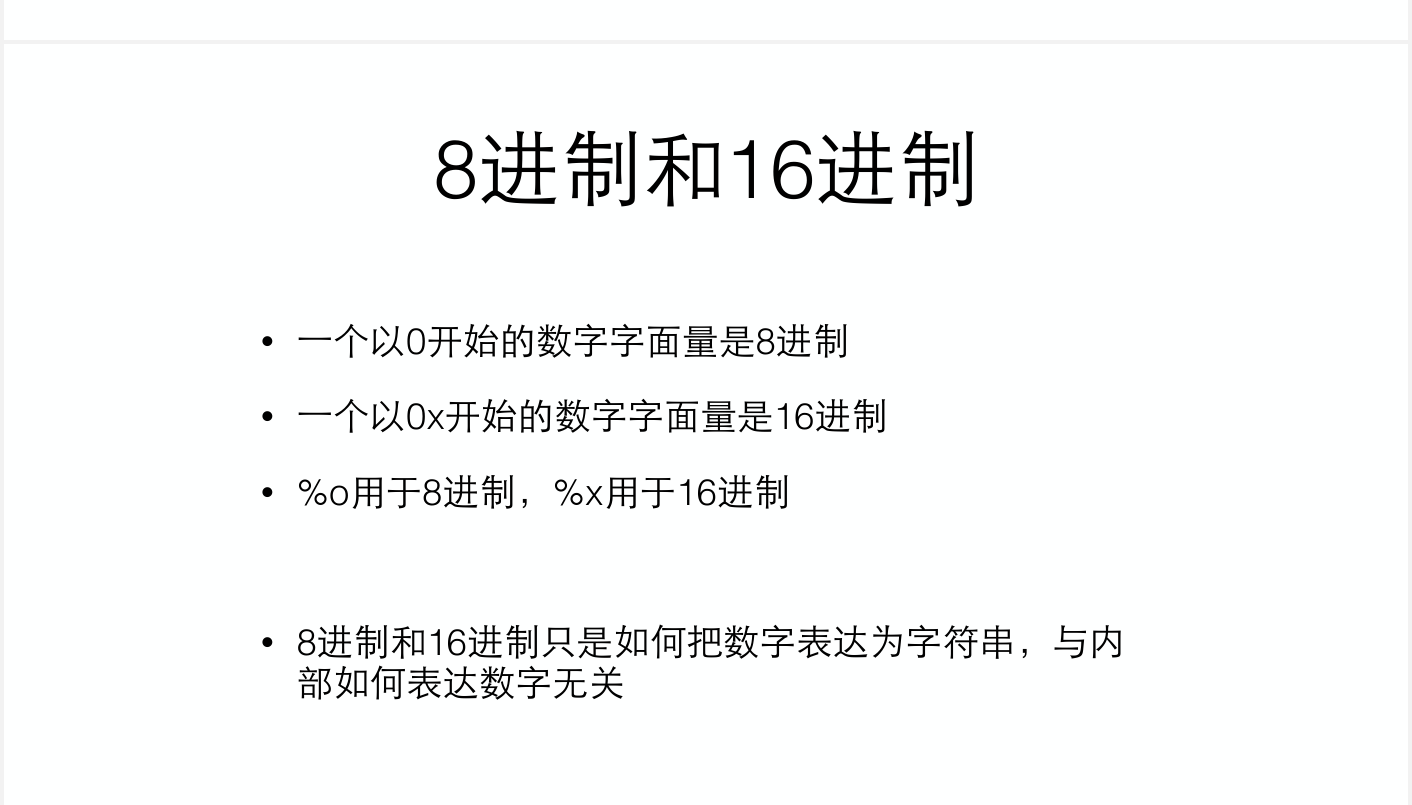 8进制和16进制
• 一个以0开始的数字字面量是8进制
• 一个以0x开始的数字字面量是16进制
• %o用于8进制，%x用于16进制
• 8进制和16进制只是如何把数字表达为字符串，与内
部如何表达数字无关